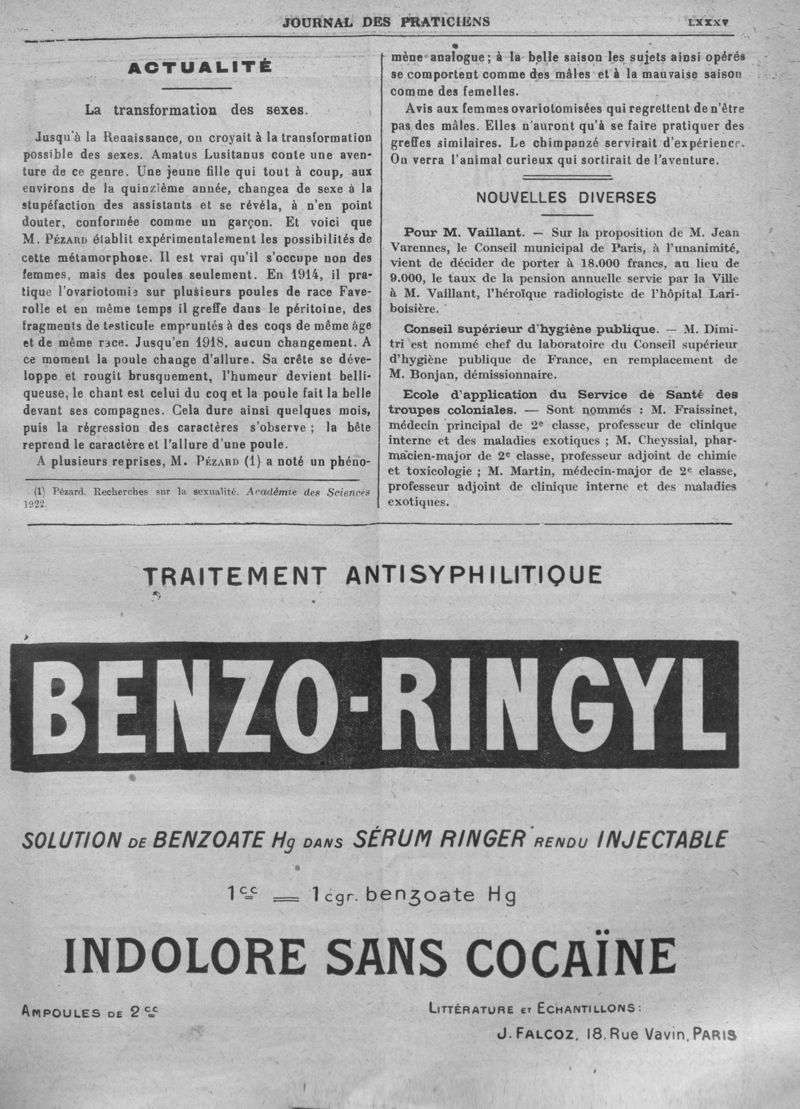 JOURNAL DES PRATICIENS LXXXV
ACTUALITÉ
La transformation des sexes.
Jusqu'à la Renaissance, on croyait à la transformation
possible des sexes. Amatus Lusitanus conte une aven-
ture de ce genre. Une jeune fille qui tout à coup, aux
environs de la quinzième année, changea de sexe à la
stupéfaction des assistants et se révéla, à n'en point
douter, conformée comme un garçon. Et voici que
M. PÉZARD établit expérimentalement les possibilités de
cette métamorphose. Il est vrai qu'il s'occupe non des
femmes, mais des poules seulement. En 1914, il pra-
tique l'ovariotomie sur plusieurs poules de race Fave-
rolle et en même temps il greffe dans le péritoine, des
fragments de testicule empruntés à des coqs de même âge
et de même race. Jusqu'en 1918, aucun changement. A
ce moment la poule change d'allure. Sa crête se déve-
loppe et rougit brusquement, l'humeur devient belli-
queuse, le chant est celui du coq et la poule fait la belle
devant ses compagnes. Cela dure ainsi quelques mois,
puis la régression des caractères s'observe ; la bête
reprend le caractère et l'allure d'une poule.
A plusieurs reprises, M. PÉZARD (1) a noté un phéno-
(1) Pézard. Recherches sur la sexualité. Académie des Sciences
1922.
mène analogue ; à la belle saison les sujets ainsi opérés
se comportent comme des mâles et à la mauvaise saison
comme des femelles.
Avis aux femmes ovariotomisées qui regrettent de n'être
pas des mâles. Elles n'auront qu'à se faire pratiquer des
greffes similaires. Le chimpanzé servirait d'expérience.
On verra l'animal curieux qui sortirait de l'aventure.
NOUVELLES DIVERSES
Pour M. Vaillant. — Sur la proposition de M. Jean
Varennes, le Conseil municipal de Paris, à l'unanimité,
vient de décider de porter à 18.000 francs, au lieu de
9.000, le taux de la pension annuelle servie par la Ville
à M. Vaillant, l'héroïque radiologiste de l'hôpital Lari-
boisière.
Conseil supérieur d'hygiène publique. — M. Dimi-
tri est nommé chef du laboratoire du Conseil supérieur
d'hygiène publique de France, en remplacement de
M. Bonjan, démissionnaire.
Ecole d'application du Service de Santé des
troupes coloniales. — Sont nommés : M. Fraissinet,
médecin principal de 2e classe, professeur de clinique
interne et des maladies exotiques ; M. Cheyssial, phar-
macien-major de 2e classe, professeur adjoint de chimie
et toxicologie ; M. Martin, médecin-major de 2e classe,
professeur adjoint de clinique interne et des maladies
exotiques.
TRAITEMENT ANTISYPHILITIQUE
BENZO-RINGYL
SOLUTION DE BENZOATE Hg DANS SÉRUM RINGER RENDU INJECTABLE
1cc = 1cgr. benzoate Hg
INDOLORE SANS COCAÏNE
AMPOULES DE 2cc
LITTÉRATURE ET ECHANTILLONS :
J. FALCOZ, 18, Rue Vavin, PARIS